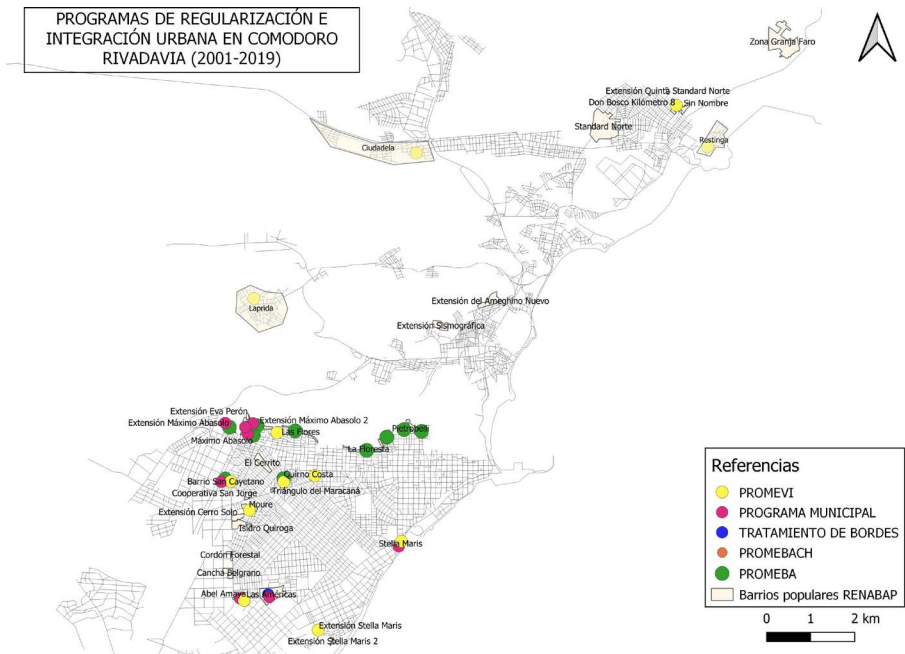 PROGRAMAS DE REGULARIZACIÓN E
INTEGRACIÓN URBANA EN COMODORO
RIVADAVIA (2001-2019)
Zona Granja Faro
Extensión Quinta Standard Norte
Don Bosco Kilómetro 8
Sin Nombre
Standard Norte
Restinga
Ciudadela
Laprida
Extensión del Ameghino Nuevo
Extensión Sismográfica
Extensión Eva Perón
Extensión Máximo Abasolo
Extensión Máximo Abasolo 2
Las Flores
Pietrobelli
Máximo Abasolo
La Floresta
El Cerrito
Quirno Costa
Barrio San Cayetano
Triángulo del Maracaná
Cooperativa San Jorge
Moure
Extensión Cerro Solo
Isidro Quiroga
Stella Maris
Cordón Forestal
Cancha Belgrano
Abel Amaya
Las Américas
Extensión Stella Maris
Extensión Stella Maris 2
Referencias
PROMEVI
PROGRAMA MUNICIPAL
TRATAMIENTO DE BORDES
PROMEBACH
PROMEBA
Barrios populares RENABAP
0 1 2 km